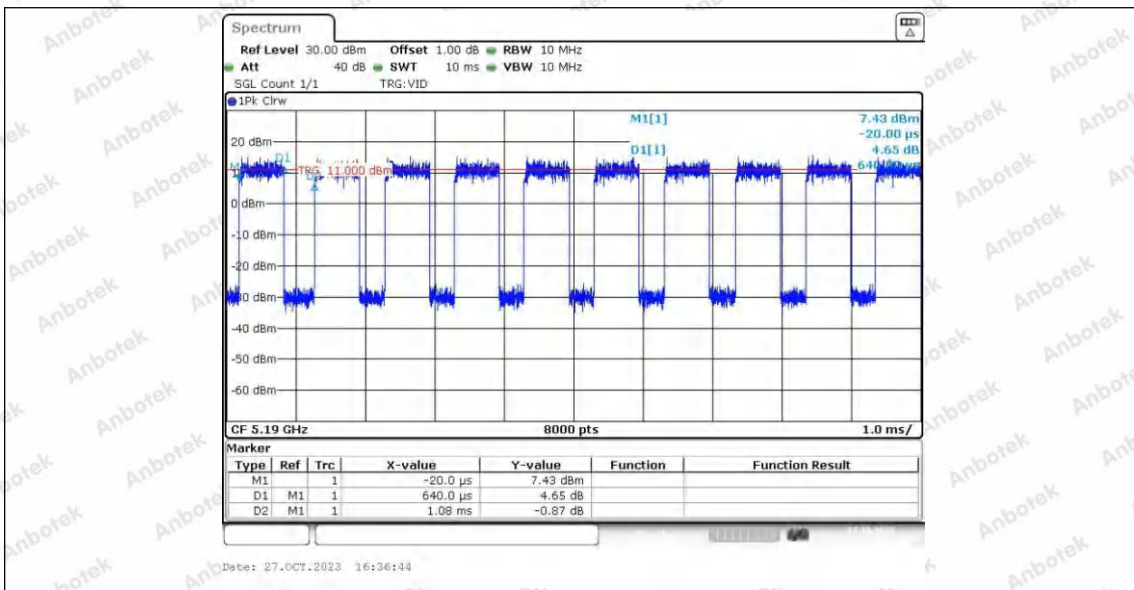 Spectrum
Ref Level 30.00 dBm Offset 1.00 dB RBW 10 MHz
Att 40 dB SWT 10 ms VBW 10 MHz
SGL Count 1/1 TRG:VID
1Pk Clrw
M1[1] 7.43 dBm
-20.00 µs
D1[1] 4.65 dB
20 dBm
D1
TRG 11.000 dBm
0 dBm
-10 dBm
-20 dBm
-40 dBm
-50 dBm
-60 dBm
CF 5.19 GHz 8000 pts 1.0 ms/
Marker
Type Ref Trc X-value Y-value Function Function Result
M1 1 -20.0 µs 7.43 dBm
D1 M1 1 640.0 µs 4.65 dB
D2 M1 1 1.08 ms -0.87 dB
Date: 27.OCT.2023 16:36:44
Anbotek